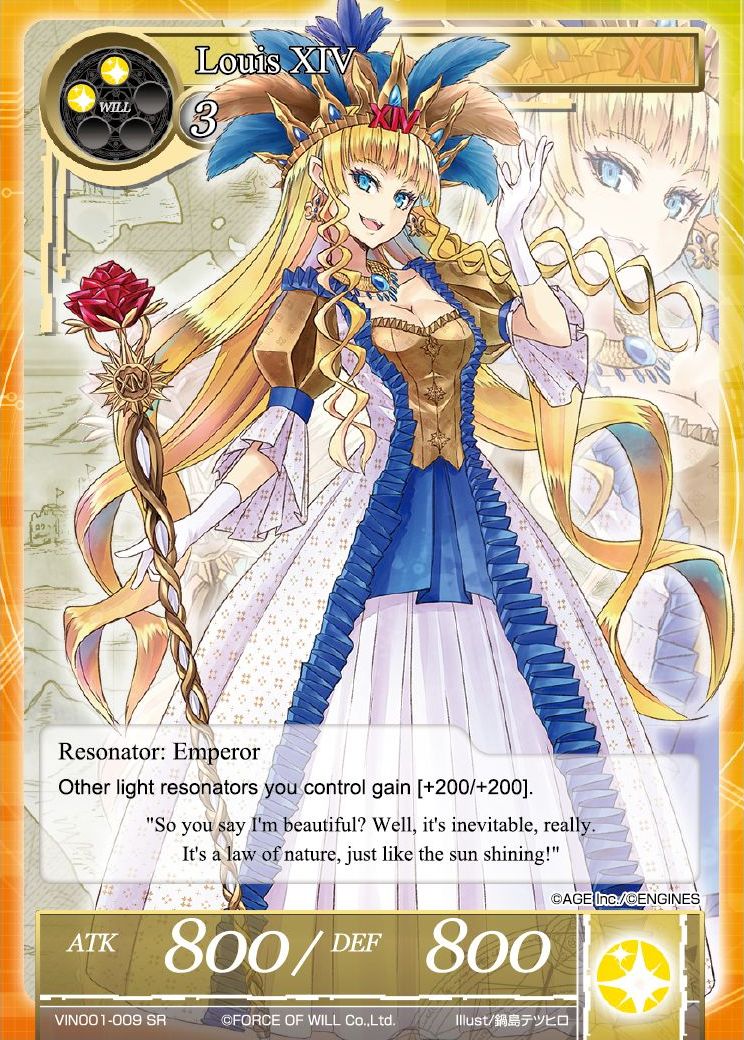 Louis XIV
XIV
XIV
WILL
3
XIV
Resonator: Emperor
Other light resonators you control gain [+200/+200].
"So you say I'm beautiful? Well, it's inevitable, really.
It's a law of nature, just like the sun shining!"
©AGE Inc./©ENGINES
ATK 800/ DEF 800
VIN001-009 SR ©FORCE OF WILL Co.,Ltd. Illust/鍋島テツヒロ